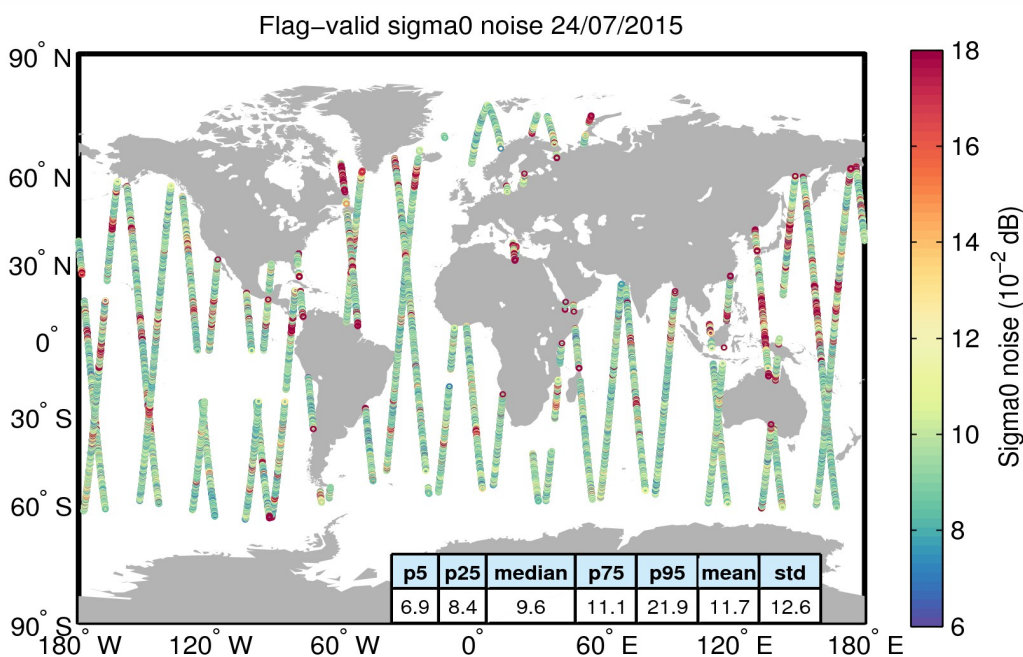 Flag−valid sigma0 noise 24/07/2015
90° N
60° N
30° N
0°
30° S
60° S
90° S
180° W
120° W
60° W
0°
60° E
120° E
180° E
p5 p25 median p75 p95 mean std
6.9 8.4 9.6 11.1 21.9 11.7 12.6
18
16
14
12
10
8
6
Sigma0 noise (10⁻² dB)